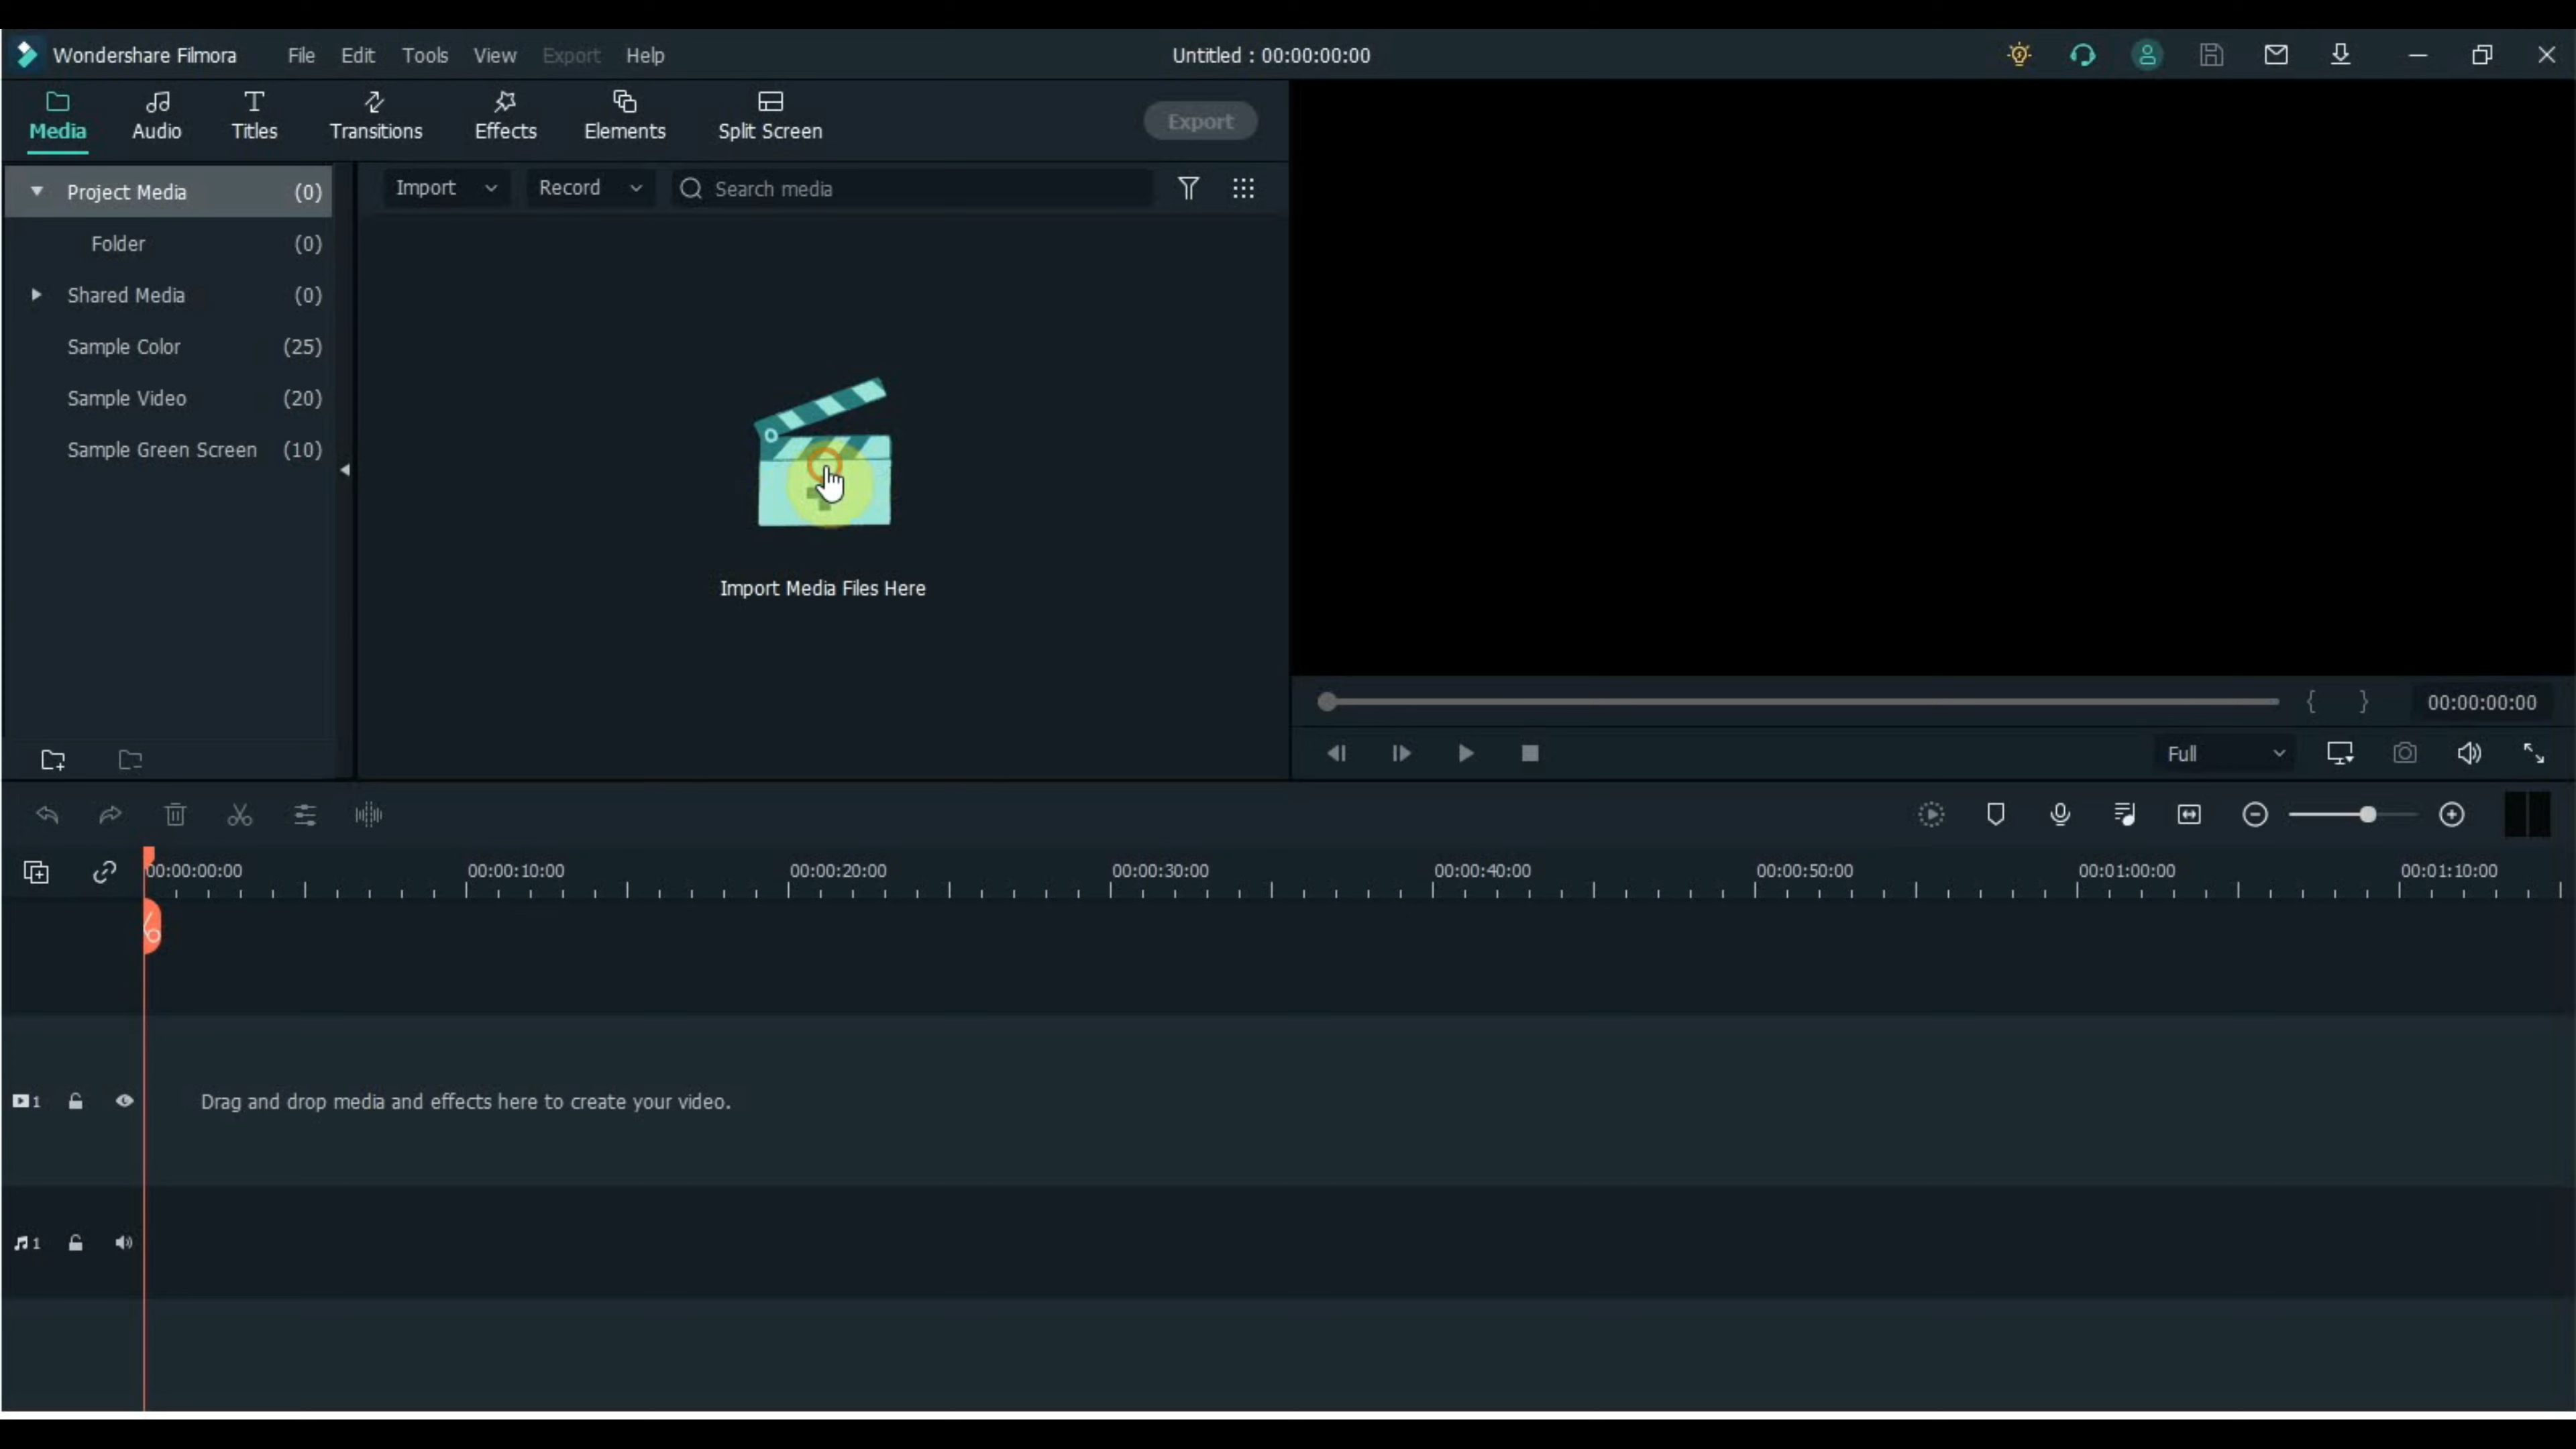 Wondershare Filmora File Edit Tools View Export Help Untitled : 00:00:00:00
Media Audio Titles Transitions Effects Elements Split Screen Export
Project Media (0)
Folder (0)
Shared Media (0)
Sample Color (25)
Sample Video (20)
Sample Green Screen (10)
Import Record Search media
Import Media Files Here
{ } 00:00:00:00
Full
00:00:00:00 00:00:10:00 00:00:20:00 00:00:30:00 00:00:40:00 00:00:50:00 00:01:00:00 00:01:10:00
1 Drag and drop media and effects here to create your video.
1